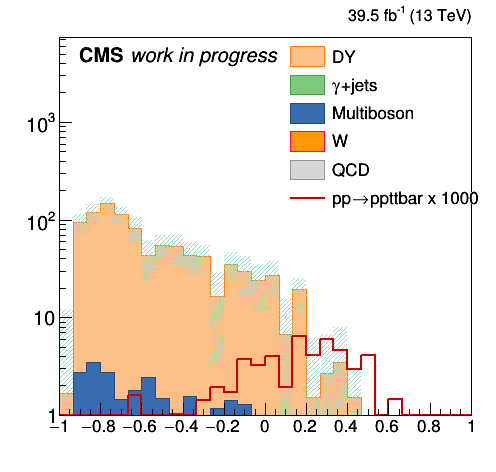 39.5 fb⁻¹ (13 TeV)
CMS work in progress
DY
γ+jets
Multiboson
W
QCD
pp→ppttbar x 1000
10³
10²
10
1
−1 −0.8 −0.6 −0.4 −0.2 0 0.2 0.4 0.6 0.8 1